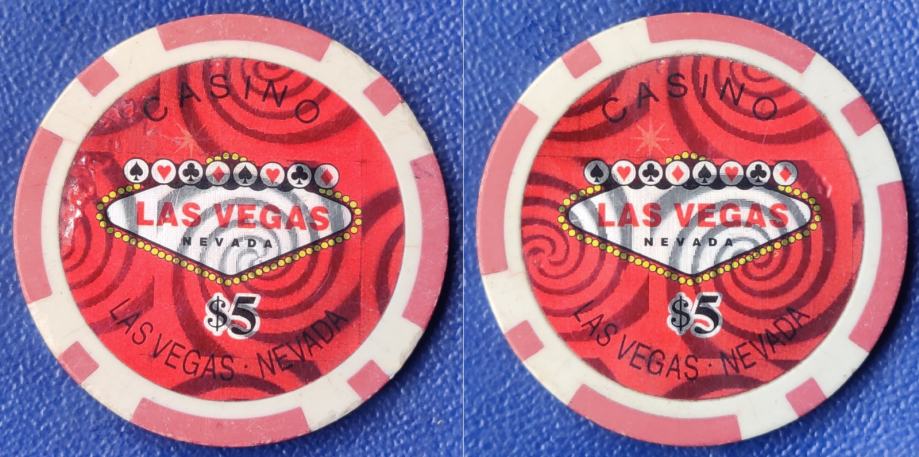 CASINO
LAS VEGAS
NEVADA
$5
LAS VEGAS · NEVADA
CASINO
LAS VEGAS
NEVADA
$5
LAS VEGAS · NEVADA